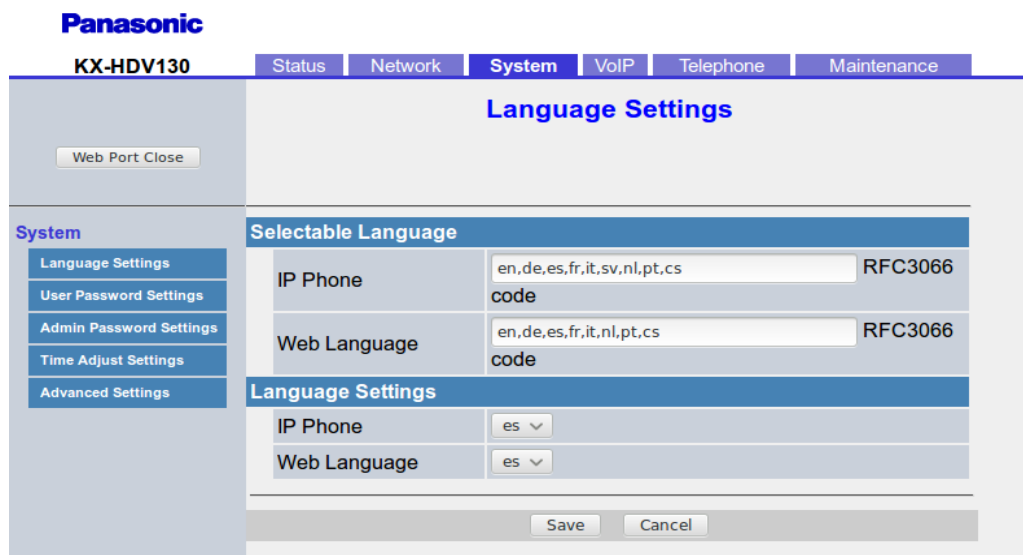 Panasonic
KX-HDV130
Status Network System VoIP Telephone Maintenance
Language Settings
Web Port Close
System
Language Settings
User Password Settings
Admin Password Settings
Time Adjust Settings
Advanced Settings
Selectable Language
IP Phone en,de,es,fr,it,sv,nl,pt,cs RFC3066
code
Web Language en,de,es,fr,it,nl,pt,cs RFC3066
code
Language Settings
IP Phone es
Web Language es
Save Cancel